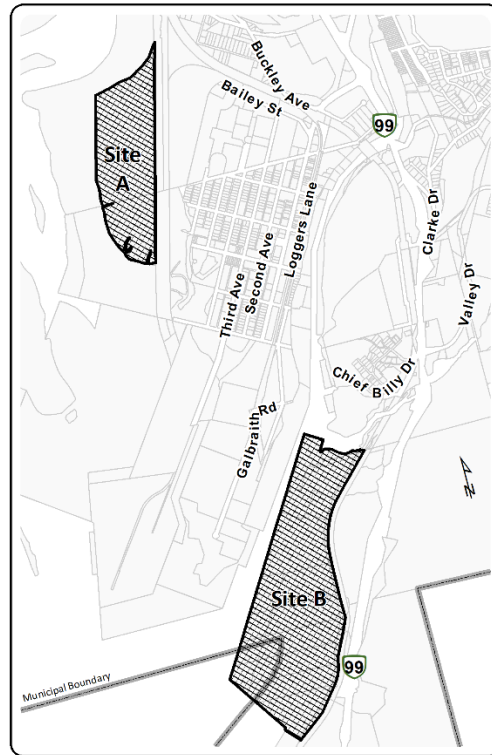 Buckley Ave
Bailey St
99
Site
A
Clarke Dr
Loggers Lane
Second Ave
Third Ave
Valley Dr
Chief Billy Dr
Galbraith Rd
N
Site B
99
Municipal Boundary